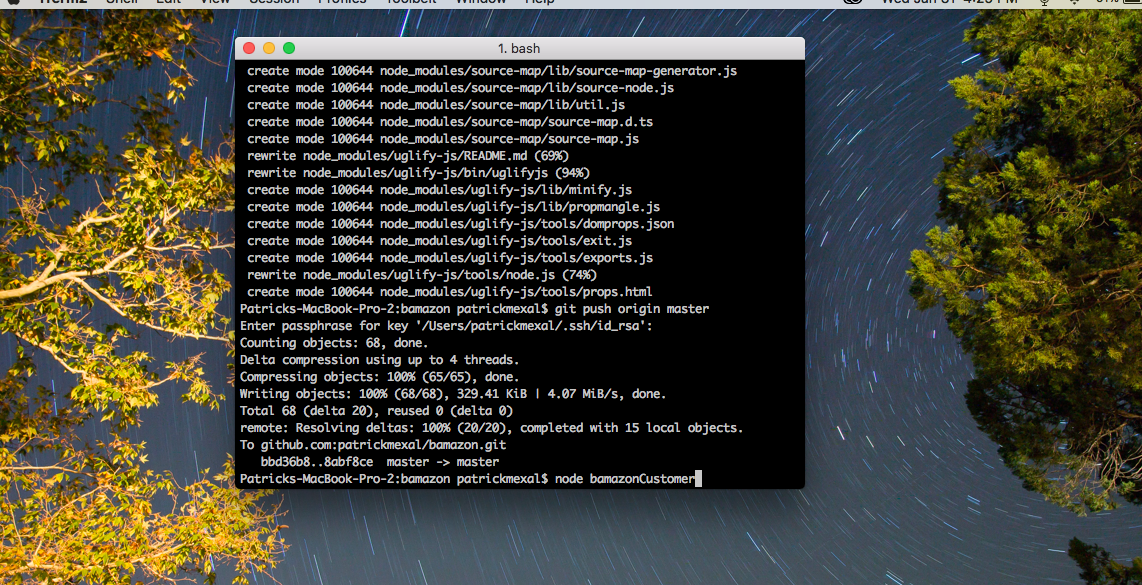 iTerm2 Shell Edit View Session Profiles Toolbelt Window Help Wed Jan 31 4:25 PM 81%
1. bash
create mode 100644 node_modules/source-map/lib/source-map-generator.js
create mode 100644 node_modules/source-map/lib/source-node.js
create mode 100644 node_modules/source-map/lib/util.js
create mode 100644 node_modules/source-map/source-map.d.ts
create mode 100644 node_modules/source-map/source-map.js
rewrite node_modules/uglify-js/README.md (69%)
rewrite node_modules/uglify-js/bin/uglifyjs (94%)
create mode 100644 node_modules/uglify-js/lib/minify.js
create mode 100644 node_modules/uglify-js/lib/propmangle.js
create mode 100644 node_modules/uglify-js/tools/domprops.json
create mode 100644 node_modules/uglify-js/tools/exit.js
create mode 100644 node_modules/uglify-js/tools/exports.js
rewrite node_modules/uglify-js/tools/node.js (74%)
create mode 100644 node_modules/uglify-js/tools/props.html
Patricks-MacBook-Pro-2:bamazon patrickmexal$ git push origin master
Enter passphrase for key '/Users/patrickmexal/.ssh/id_rsa':
Counting objects: 68, done.
Delta compression using up to 4 threads.
Compressing objects: 100% (65/65), done.
Writing objects: 100% (68/68), 329.41 KiB | 4.07 MiB/s, done.
Total 68 (delta 20), reused 0 (delta 0)
remote: Resolving deltas: 100% (20/20), completed with 15 local objects.
To github.com:patrickmexal/bamazon.git
bbd36b8..8abf8ce master -> master
Patricks-MacBook-Pro-2:bamazon patrickmexal$ node bamazonCustomer